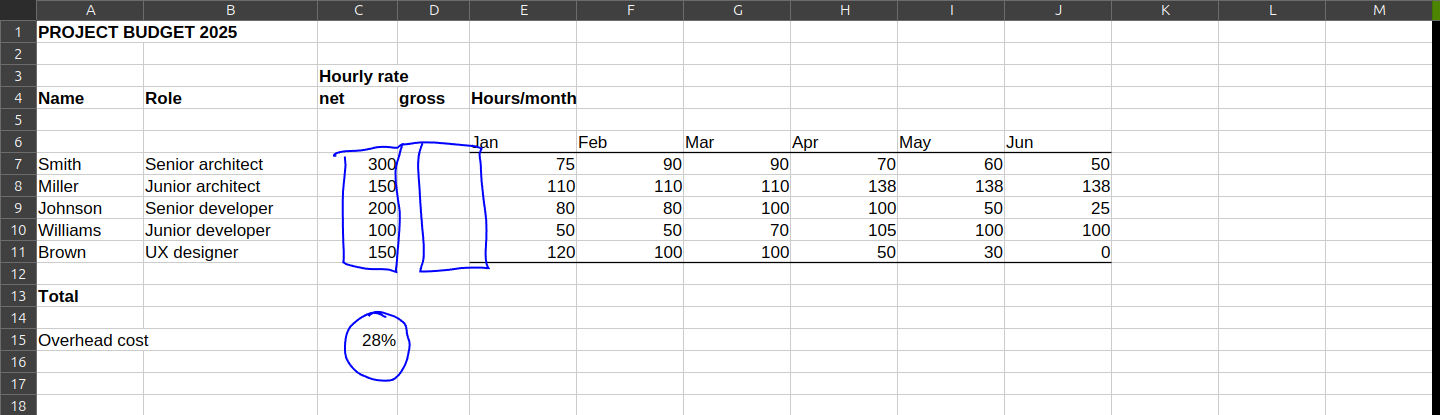 A B C D E F G H I J K L M
1 PROJECT BUDGET 2025
2
3 Hourly rate
4 Name Role net gross Hours/month
5
6 Jan Feb Mar Apr May Jun
7 Smith Senior architect 300 75 90 90 70 60 50
8 Miller Junior architect 150 110 110 110 138 138 138
9 Johnson Senior developer 200 80 80 100 100 50 25
10 Williams Junior developer 100 50 50 70 105 100 100
11 Brown UX designer 150 120 100 100 50 30 0
12
13 Total
14
15 Overhead cost 28%
16
17
18